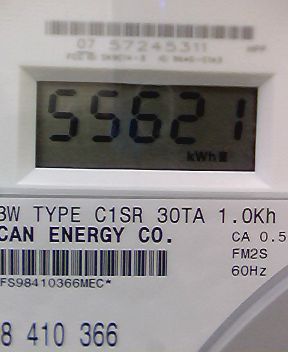 07 57245311
55621
kWh
3W TYPE C1SR 30TA 1.0Kh
CAN ENERGY CO.
CA 0.5
FM2S
60Hz
FS98410366MEC*
8 410 366